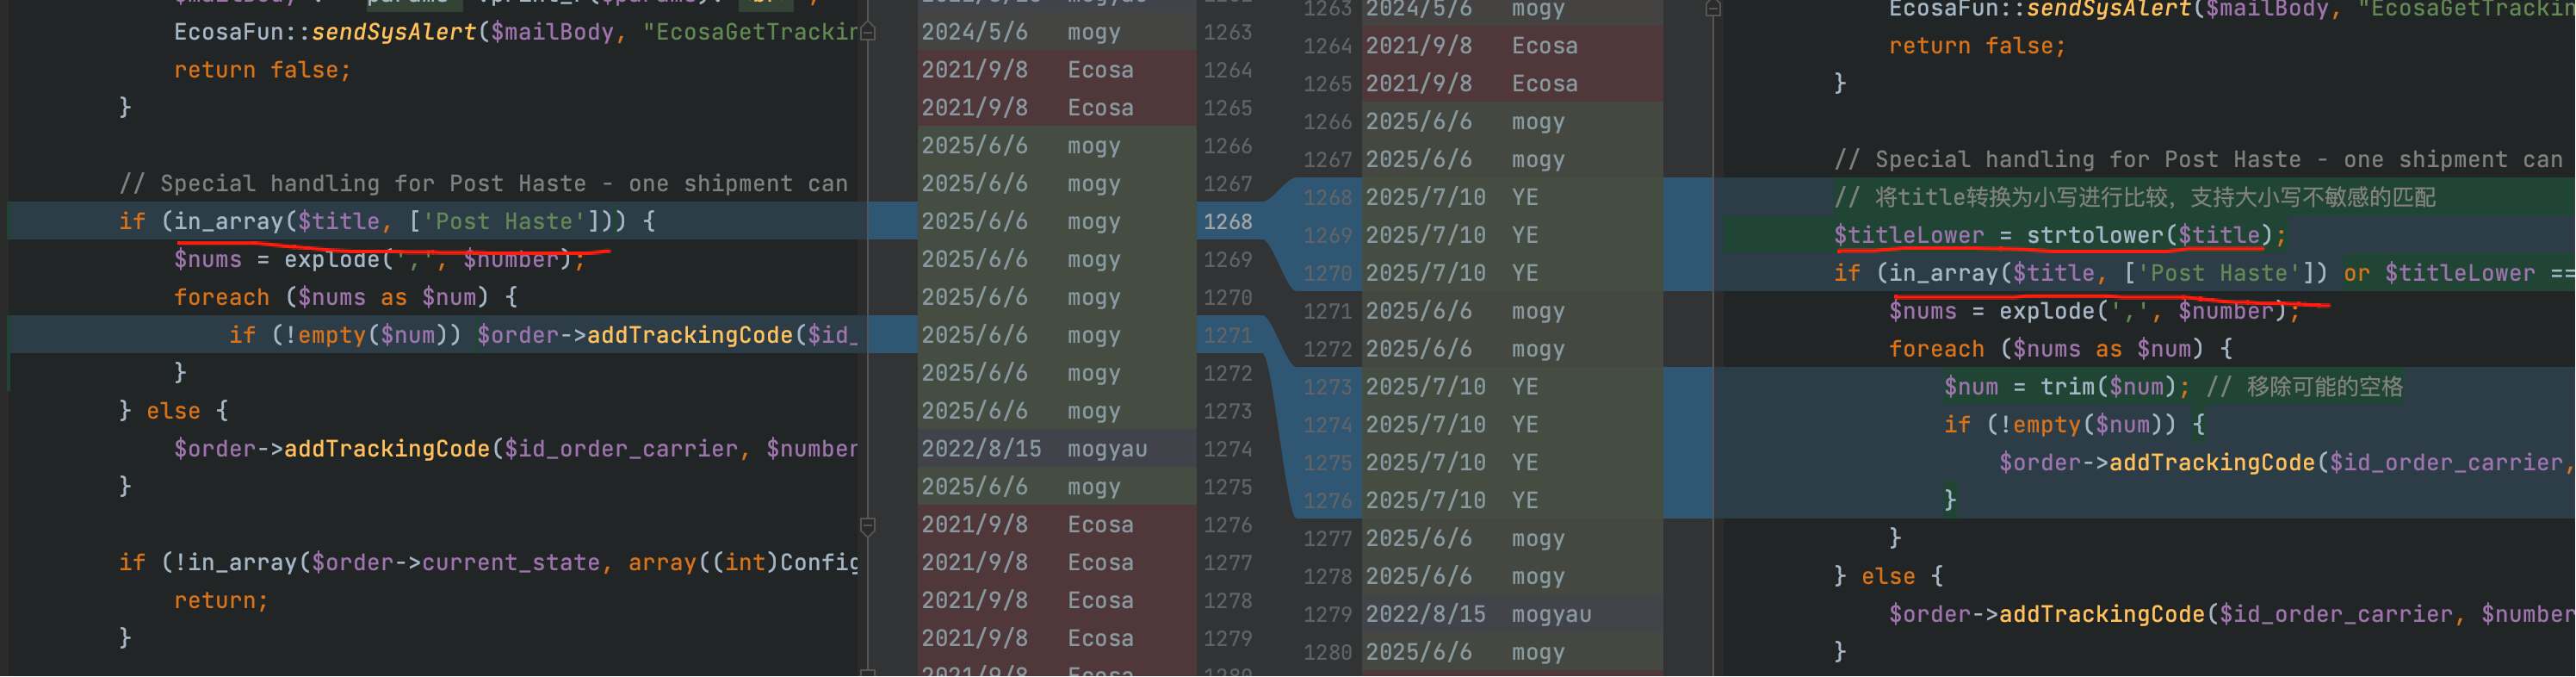 EcosaFun::sendSysAlert($mailBody, "EcosaGetTrackin
return false;
}
// Special handling for Post Haste - one shipment can
if (in_array($title, ['Post Haste'])) {
$nums = explode(',', $number);
foreach ($nums as $num) {
if (!empty($num)) $order->addTrackingCode($id_
}
} else {
$order->addTrackingCode($id_order_carrier, $number
}
if (!in_array($order->current_state, array((int)Config
return;
}
2024/5/6 mogy 1263
2021/9/8 Ecosa 1264
2021/9/8 Ecosa 1265
2025/6/6 mogy 1266
2025/6/6 mogy 1267
2025/6/6 mogy 1268
2025/6/6 mogy 1269
2025/6/6 mogy 1270
2025/6/6 mogy 1271
2025/6/6 mogy 1272
2025/6/6 mogy 1273
2022/8/15 mogyau 1274
2025/6/6 mogy 1275
2021/9/8 Ecosa 1276
2021/9/8 Ecosa 1277
2021/9/8 Ecosa 1278
2021/9/8 Ecosa 1279
2021/9/8 Ecosa 1280
1263 2024/5/6 mogy
1264 2021/9/8 Ecosa
1265 2021/9/8 Ecosa
1266 2025/6/6 mogy
1267 2025/6/6 mogy
1268 2025/7/10 YE
1269 2025/7/10 YE
1270 2025/7/10 YE
1271 2025/6/6 mogy
1272 2025/6/6 mogy
1273 2025/7/10 YE
1274 2025/7/10 YE
1275 2025/7/10 YE
1276 2025/7/10 YE
1277 2025/6/6 mogy
1278 2025/6/6 mogy
1279 2022/8/15 mogyau
1280 2025/6/6 mogy
EcosaFun::sendSysAlert($mailBody, "EcosaGetTrackin
return false;
}
// Special handling for Post Haste - one shipment can
// 将title转换为小写进行比较，支持大小写不敏感的匹配
$titleLower = strtolower($title);
if (in_array($title, ['Post Haste']) or $titleLower ==
$nums = explode(',', $number);
foreach ($nums as $num) {
$num = trim($num); // 移除可能的空格
if (!empty($num)) {
$order->addTrackingCode($id_order_carrier,
}
}
} else {
$order->addTrackingCode($id_order_carrier, $number
}